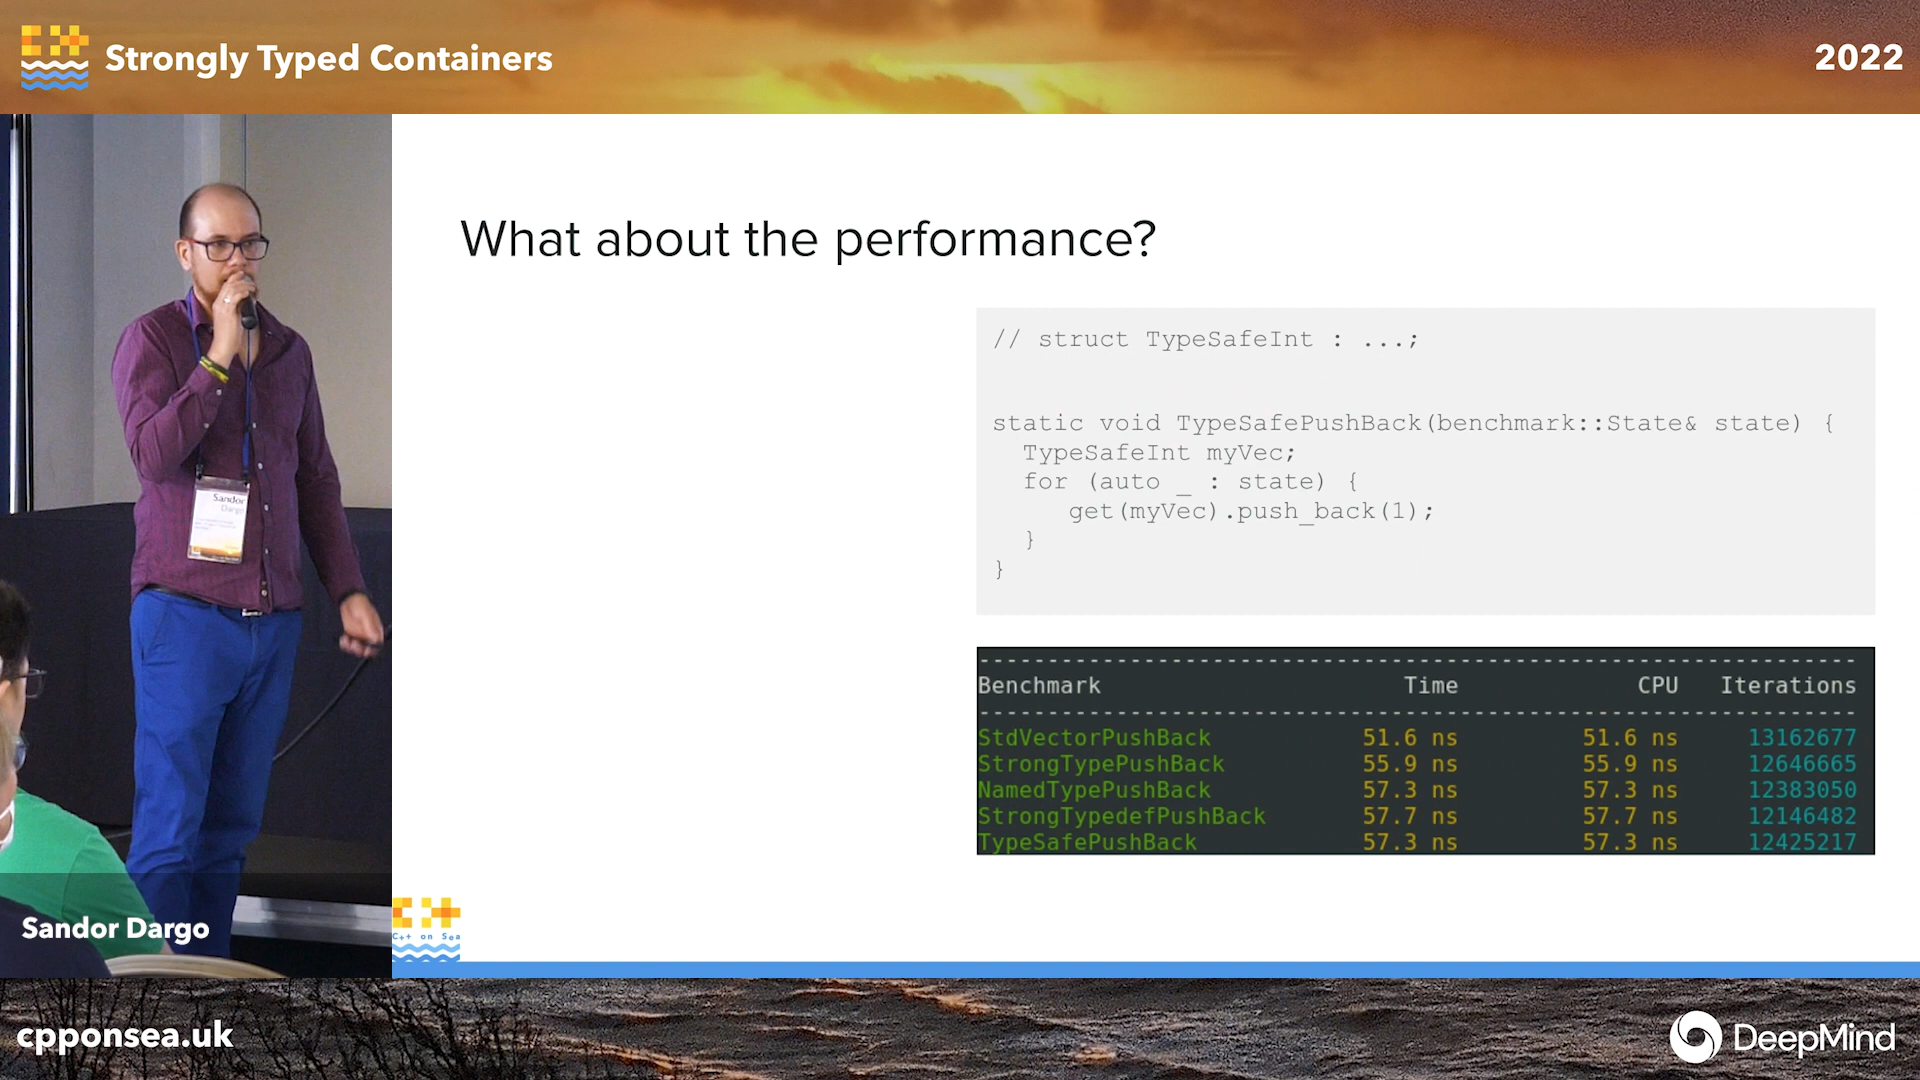 Strongly Typed Containers
2022
What about the performance?
// struct TypeSafeInt : ...;
static void TypeSafePushBack(benchmark::State& state) {
TypeSafeInt myVec;
for (auto _ : state) {
get(myVec).push_back(1);
}
}
--------------------------------------------------------------
Benchmark Time CPU Iterations
--------------------------------------------------------------
StdVectorPushBack 51.6 ns 51.6 ns 13162677
StrongTypePushBack 55.9 ns 55.9 ns 12646665
NamedTypePushBack 57.3 ns 57.3 ns 12383050
StrongTypedefPushBack 57.7 ns 57.7 ns 12146482
TypeSafePushBack 57.3 ns 57.3 ns 12425217
Sandor
Dargo
Sandor Dargo
C++ on Sea
cpponsea.uk
DeepMind